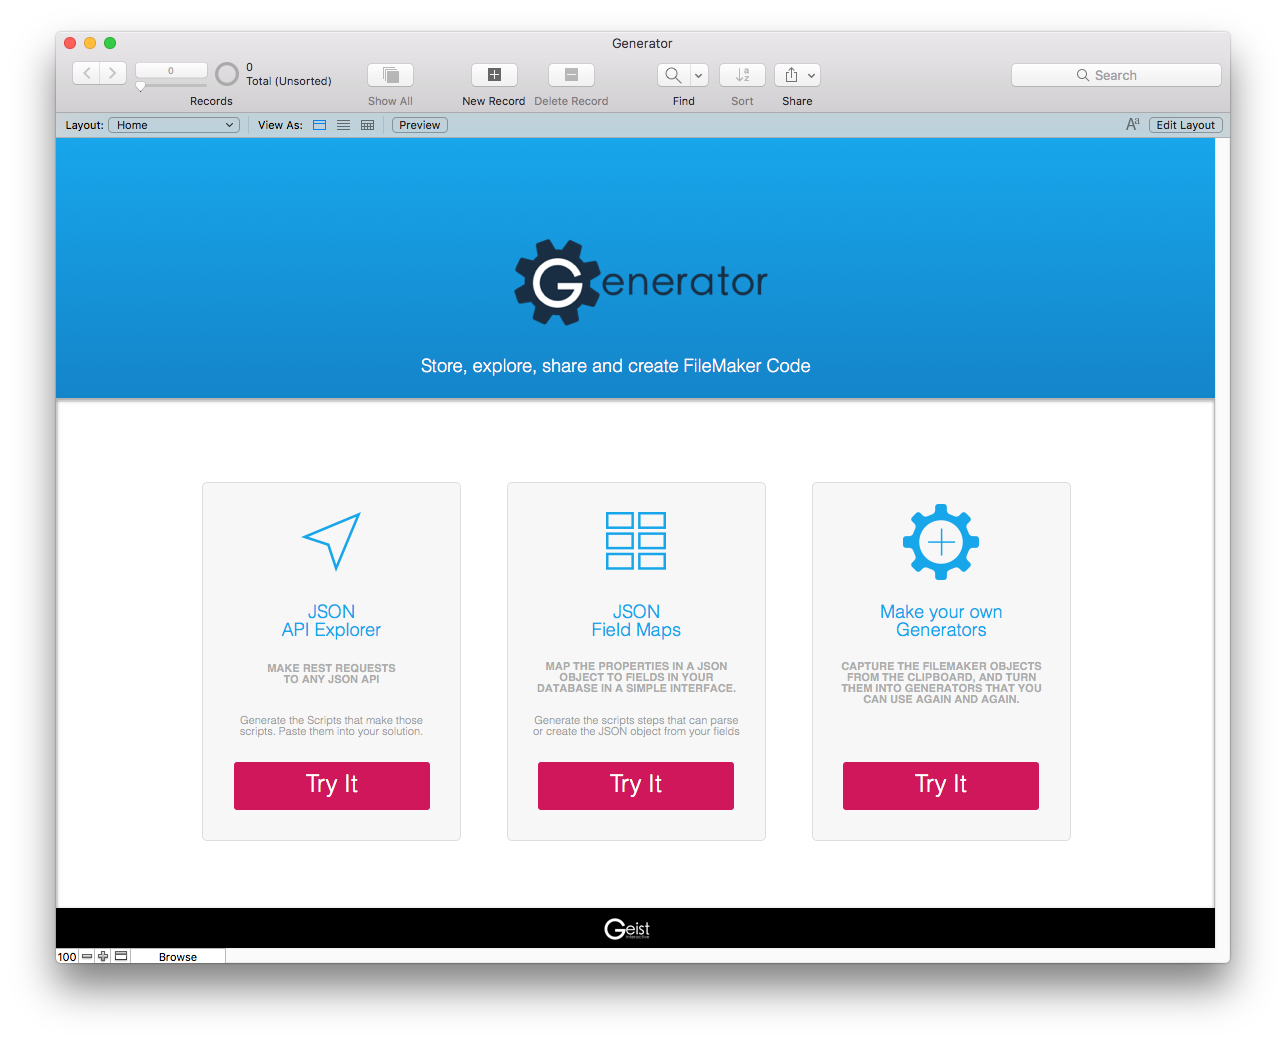 Generator
0
0
Total (Unsorted)
Records
Show All
New Record
Delete Record
Find
Sort
Share
Search
Layout:
Home
View As:
Preview
Aa
Edit Layout
Generator
Store, explore, share and create FileMaker Code
JSON
API Explorer
MAKE REST REQUESTS
TO ANY JSON API
Generate the Scripts that make those
scripts. Paste them into your solution.
Try It
JSON
Field Maps
MAP THE PROPERTIES IN A JSON
OBJECT TO FIELDS IN YOUR
DATABASE IN A SIMPLE INTERFACE.
Generate the scripts steps that can parse
or create the JSON object from your fields
Try It
Make your own
Generators
CAPTURE THE FILEMAKER OBJECTS
FROM THE CLIPBOARD, AND TURN
THEM INTO GENERATORS THAT YOU
CAN USE AGAIN AND AGAIN.
Try It
Geist
interactive
100
Browse